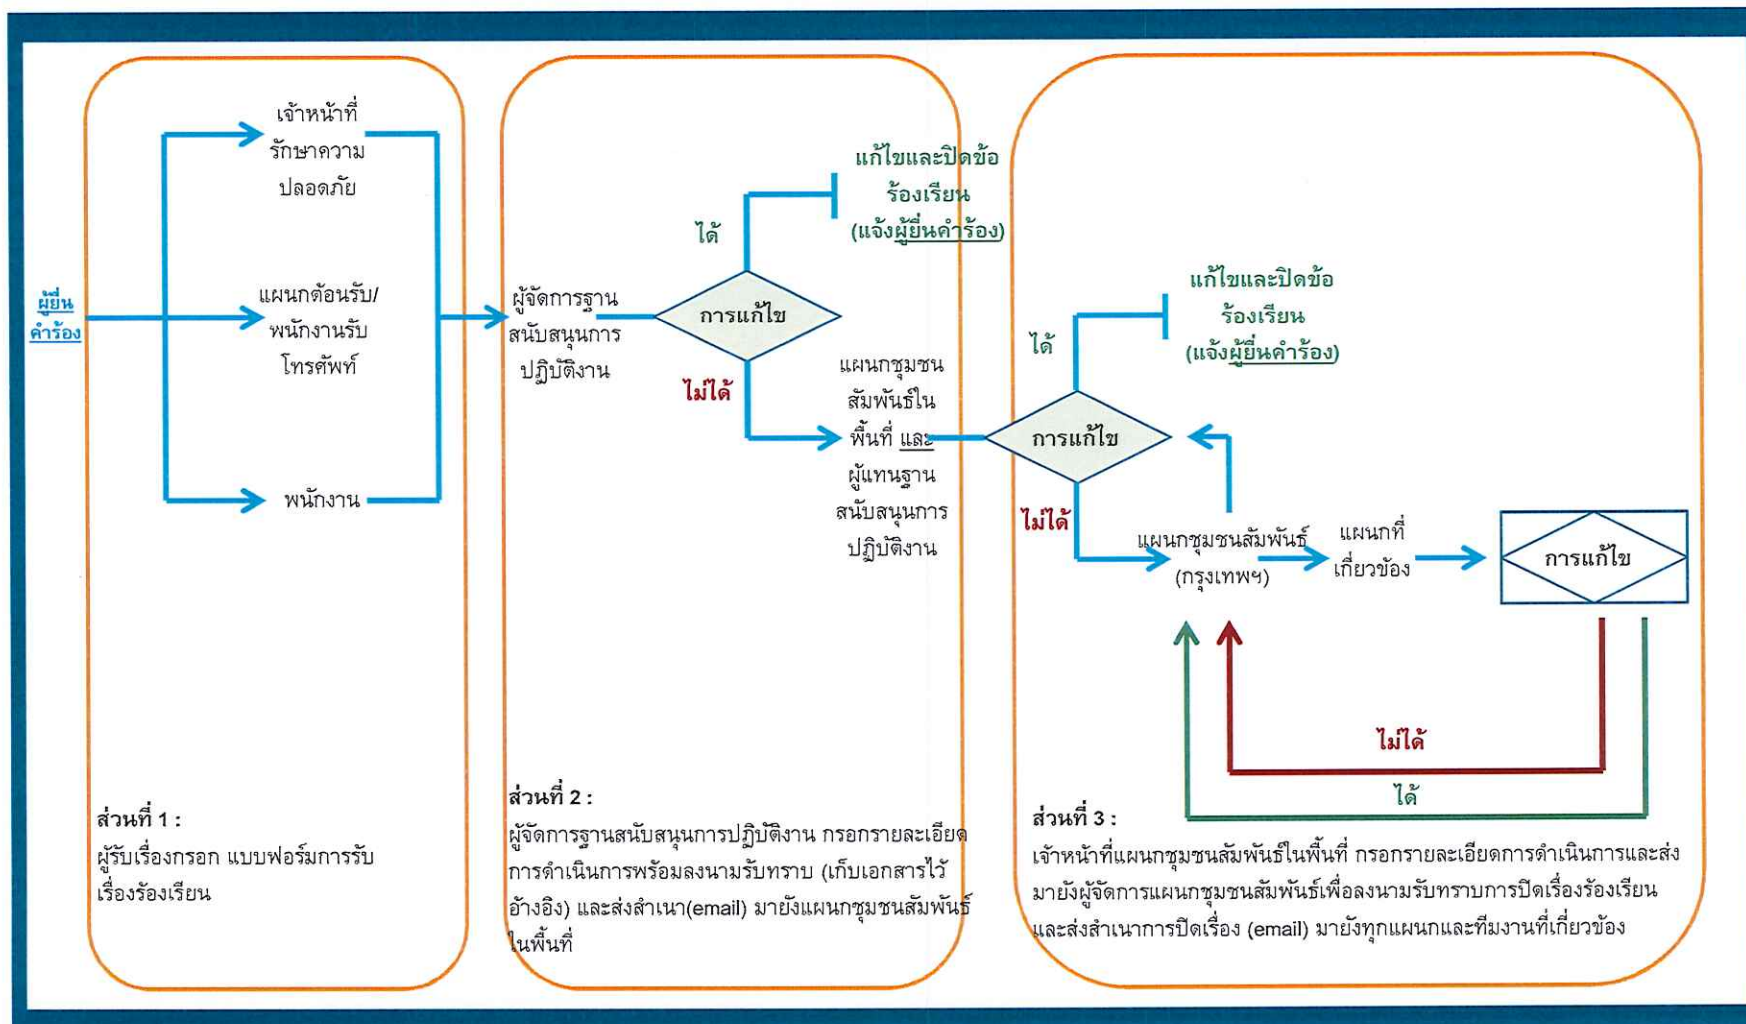 ผู้ยื่น
คำร้อง
เจ้าหน้าที่
รักษาความ
ปลอดภัย
แผนกต้อนรับ/
พนักงานรับ
โทรศัพท์
พนักงาน
ส่วนที่ 1 :
ผู้รับเรื่องกรอก แบบฟอร์มการรับ
เรื่องร้องเรียน
ผู้จัดการฐาน
สนับสนุนการ
ปฏิบัติงาน
การแก้ไข
ได้
แก้ไขและปิดข้อ
ร้องเรียน
(แจ้งผู้ยื่นคำร้อง)
ไม่ได้
แผนกชุมชน
สัมพันธ์ใน
พื้นที่ และ
ผู้แทนฐาน
สนับสนุนการ
ปฏิบัติงาน
ส่วนที่ 2 :
ผู้จัดการฐานสนับสนุนการปฏิบัติงาน กรอกรายละเอียด
การดำเนินการพร้อมลงนามรับทราบ (เก็บเอกสารไว้
อ้างอิง) และส่งสำเนา(email) มายังแผนกชุมชนสัมพันธ์
ในพื้นที่
การแก้ไข
ได้
แก้ไขและปิดข้อ
ร้องเรียน
(แจ้งผู้ยื่นคำร้อง)
ไม่ได้
แผนกชุมชนสัมพันธ์
(กรุงเทพฯ)
แผนกที่
เกี่ยวข้อง
การแก้ไข
ไม่ได้
ได้
ส่วนที่ 3 :
เจ้าหน้าที่แผนกชุมชนสัมพันธ์ในพื้นที่ กรอกรายละเอียดการดำเนินการและส่ง
มายังผู้จัดการแผนกชุมชนสัมพันธ์เพื่อลงนามรับทราบการปิดเรื่องร้องเรียน
และส่งสำเนาการปิดเรื่อง (email) มายังทุกแผนกและทีมงานที่เกี่ยวข้อง